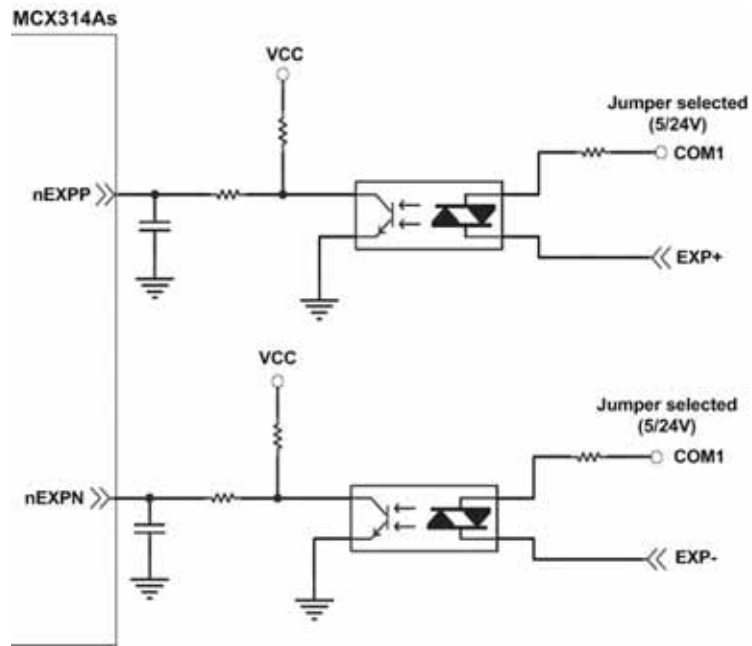 MCX314As
VCC
Jumper selected
(5/24V)
COM1
nEXPP
EXP+
VCC
Jumper selected
(5/24V)
COM1
nEXPN
EXP-